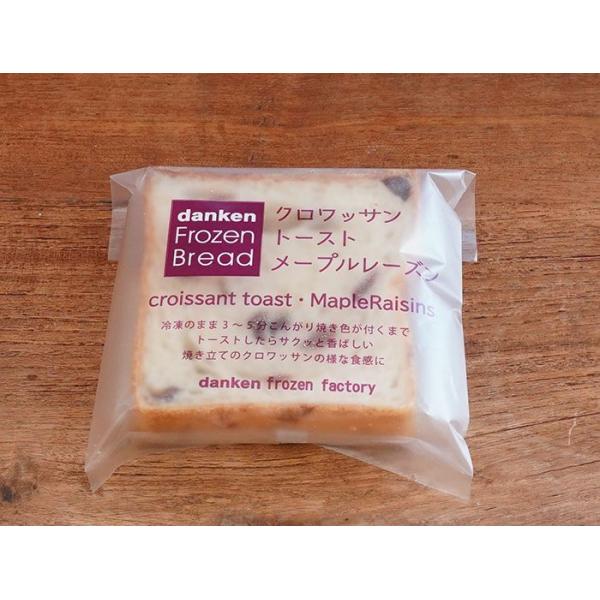 danken
Frozen
Bread
クロワッサン
トースト
メープルレーズン
croissant toast・MapleRaisins
冷凍のまま3～5分こんがり焼き色が付くまで
トーストしたらサクッと香ばしい
焼き立てのクロワッサンの様な食感に
danken frozen factory